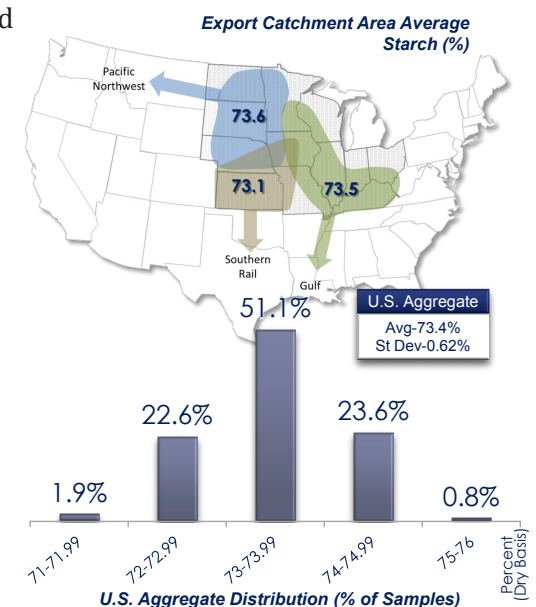 d
Export Catchment Area Average
Starch (%)
Pacific
Northwest
73.6
73.1
73.5
Southern
Rail
Gulf
U.S. Aggregate
Avg-73.4%
St Dev-0.62%
51.1%
22.6%
23.6%
1.9%
0.8%
71-71.99
72-72.99
73-73.99
74-74.99
75-76
Percent
(Dry Basis)
U.S. Aggregate Distribution (% of Samples)